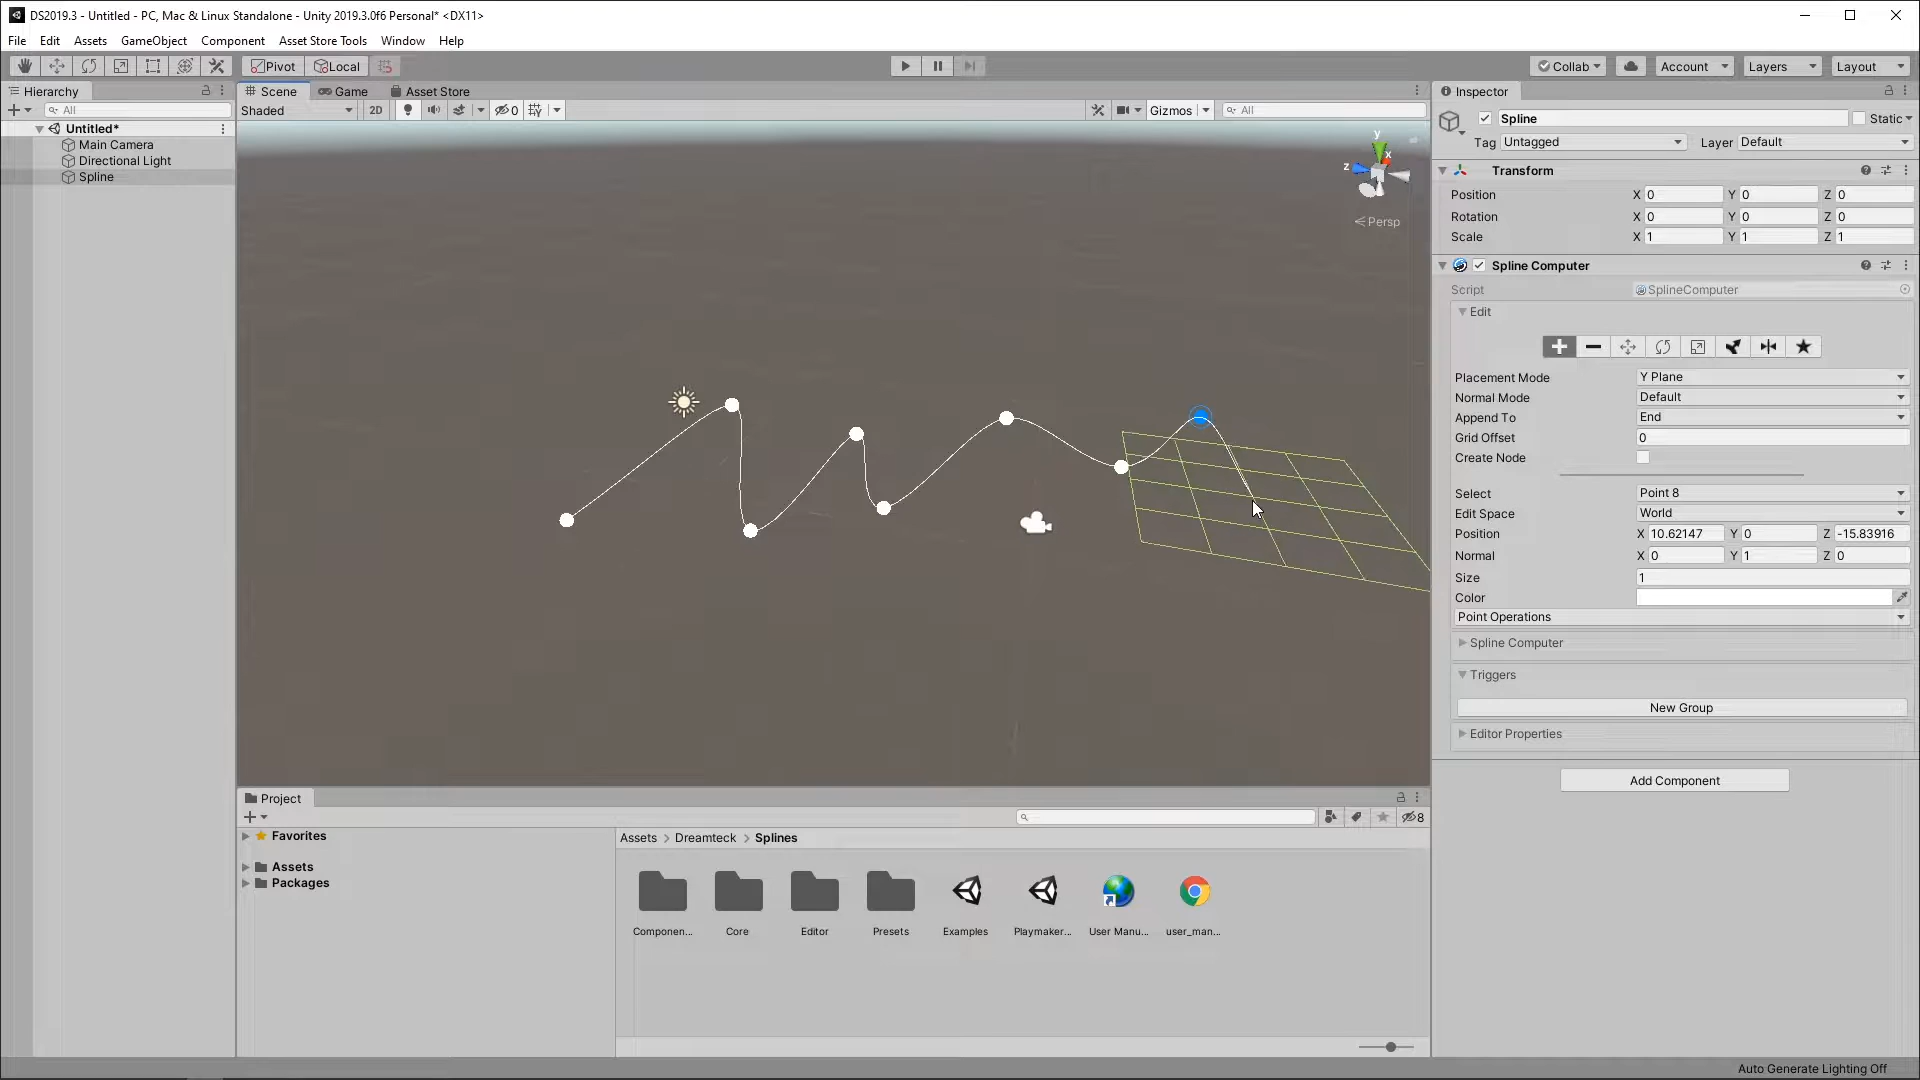 DS2019.3 - Untitled - PC, Mac & Linux Standalone - Unity 2019.3.0f6 Personal* <DX11>
File Edit Assets GameObject Component Asset Store Tools Window Help
Pivot Local Collab Account Layers Layout
Hierarchy
All
Untitled*
Main Camera
Directional Light
Spline
Scene Game Asset Store
Shaded 2D 0 Gizmos All
y
x
z
Persp
Inspector
Spline Static
Tag Untagged Layer Default
Transform
Position X 0 Y 0 Z 0
Rotation X 0 Y 0 Z 0
Scale X 1 Y 1 Z 1
Spline Computer
Script SplineComputer
Edit
Placement Mode Y Plane
Normal Mode Default
Append To End
Grid Offset 0
Create Node
Select Point 8
Edit Space World
Position X 10.62147 Y 0 Z -15.83916
Normal X 0 Y 1 Z 0
Size 1
Color
Point Operations
Spline Computer
Triggers
New Group
Editor Properties
Add Component
Project
8
Favorites
Assets
Packages
Assets > Dreamteck > Splines
Componen... Core Editor Presets Examples Playmaker... User Manu... user_man...
Auto Generate Lighting Off